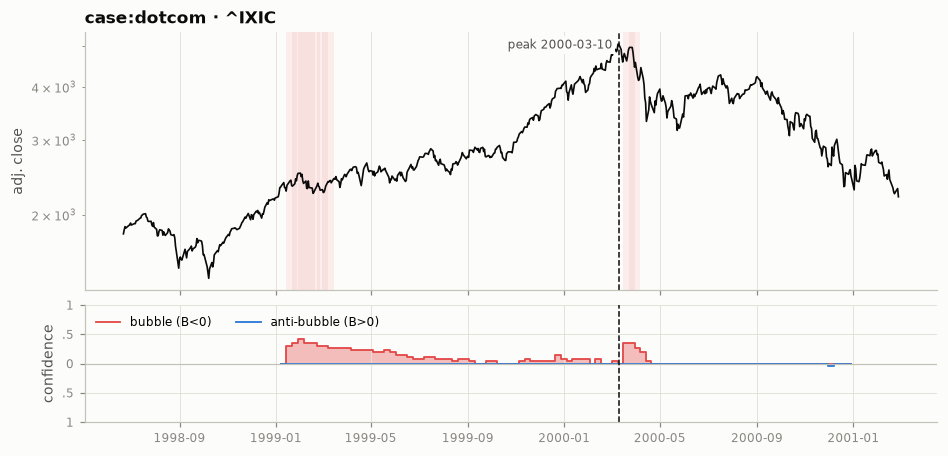 case:dotcom · ^IXIC
peak 2000-03-10
adj. close
4 × 10³
3 × 10³
2 × 10³
confidence
1
.5
0
.5
1
bubble (B<0)
anti-bubble (B>0)
1998-09 1999-01 1999-05 1999-09 2000-01 2000-05 2000-09 2001-01